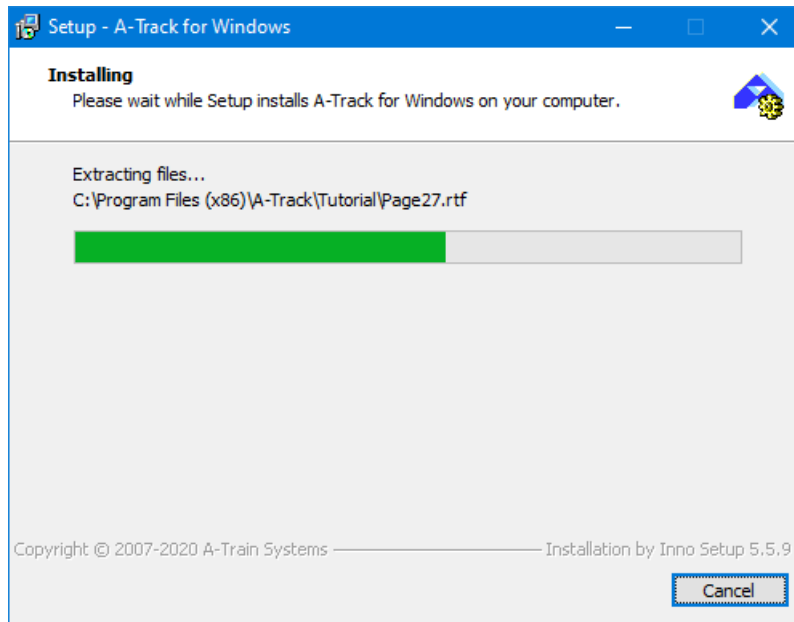 Setup - A-Track for Windows
Installing
Please wait while Setup installs A-Track for Windows on your computer.
Extracting files...
C:\Program Files (x86)\A-Track\Tutorial\Page27.rtf
Copyright © 2007-2020 A-Train Systems
Installation by Inno Setup 5.5.9
Cancel